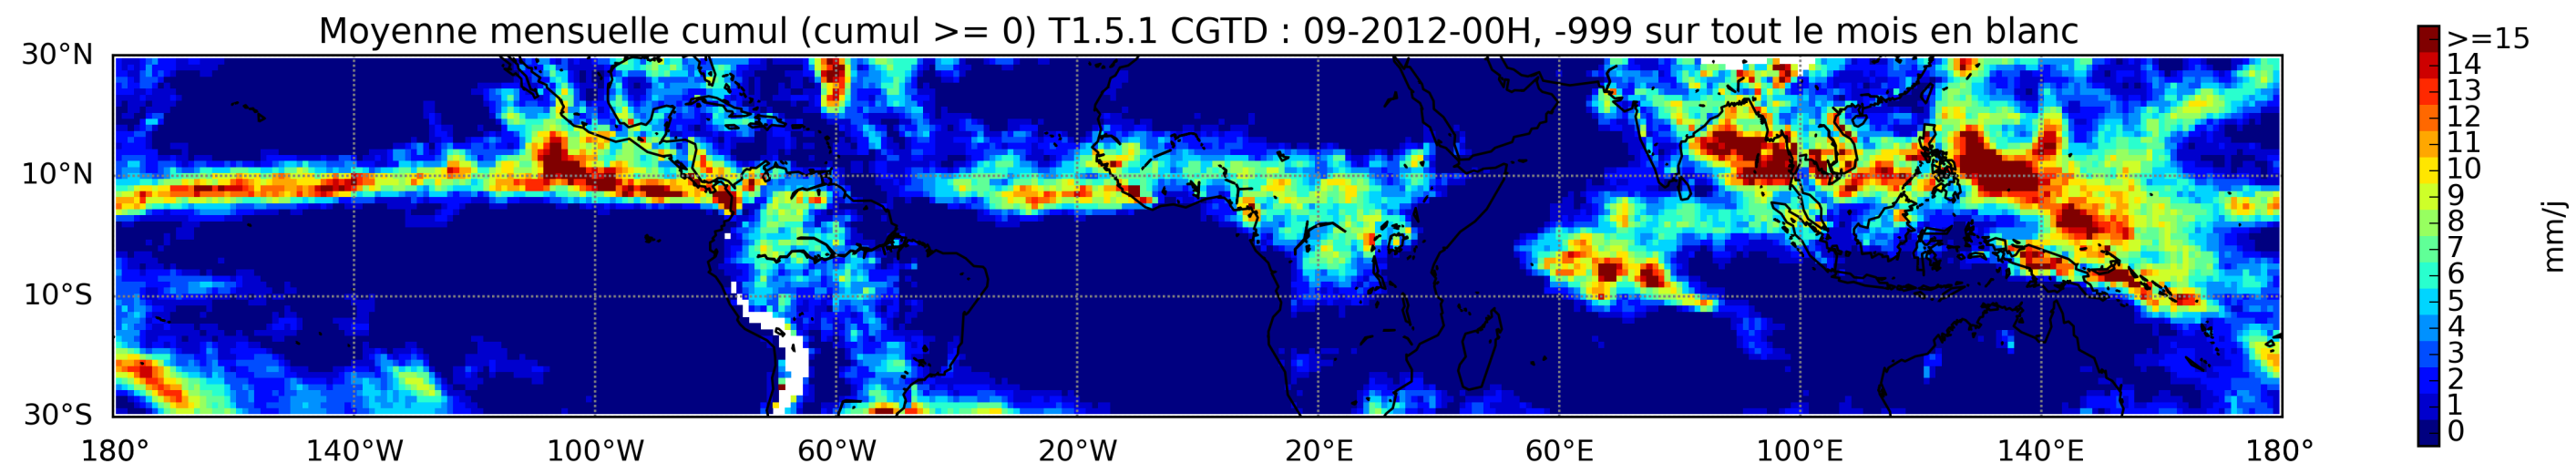 Moyenne mensuelle cumul (cumul >= 0) T1.5.1 CGTD : 09-2012-00H, -999 sur tout le mois en blanc
30°N
10°N
10°S
30°S
180°
140°W
100°W
60°W
20°W
20°E
60°E
100°E
140°E
180°
>=15
14
13
12
11
10
9
8
7
6
5
4
3
2
1
0
mm/j